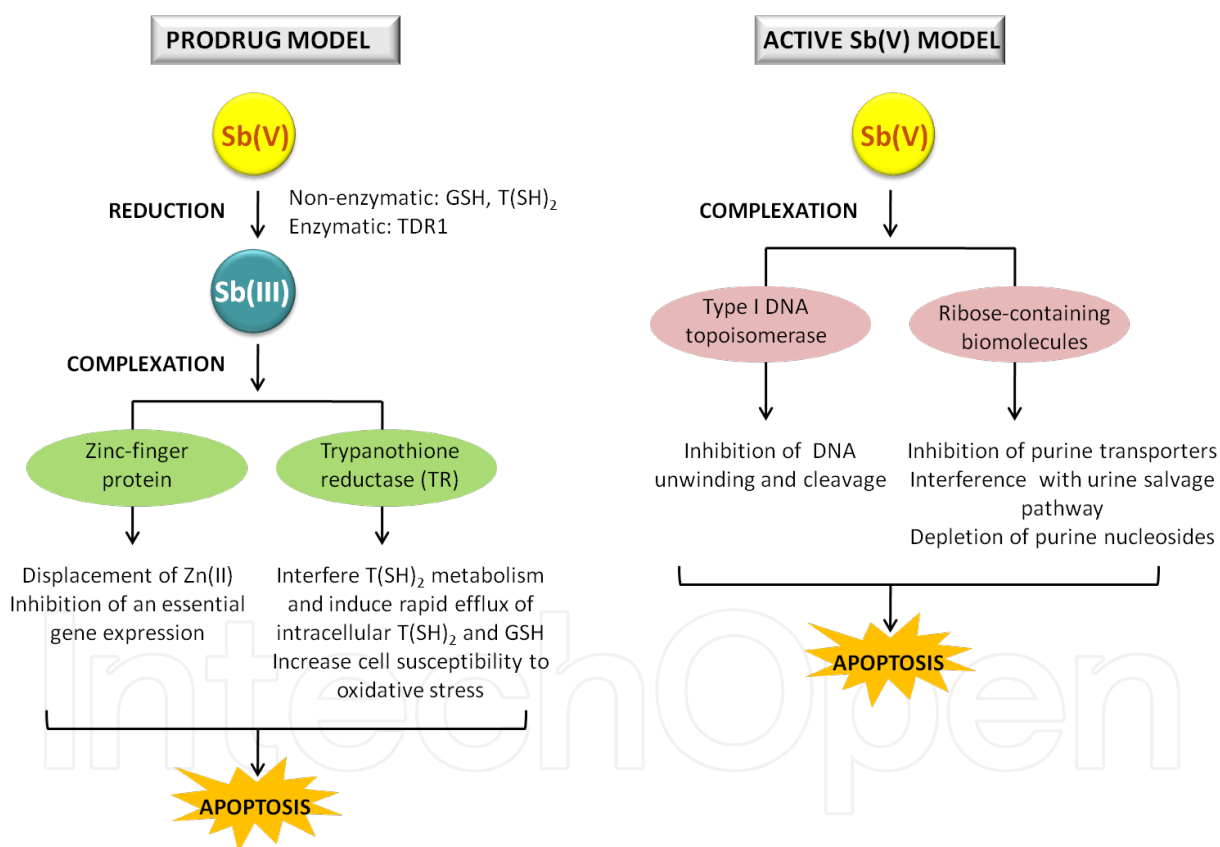 PRODRUG MODEL
Sb(V)
REDUCTION
Non-enzymatic: GSH, T(SH)₂
Enzymatic: TDR1
Sb(III)
COMPLEXATION
Zinc-finger
protein
Trypanothione
reductase (TR)
Displacement of Zn(II)
Inhibition of an essential
gene expression
Interfere T(SH)₂ metabolism
and induce rapid efflux of
intracellular T(SH)₂ and GSH
Increase cell susceptibility to
oxidative stress
APOPTOSIS
ACTIVE Sb(V) MODEL
Sb(V)
COMPLEXATION
Type I DNA
topoisomerase
Ribose-containing
biomolecules
Inhibition of DNA
unwinding and cleavage
Inhibition of purine transporters
Interference with urine salvage
pathway
Depletion of purine nucleosides
APOPTOSIS
IntechOpen